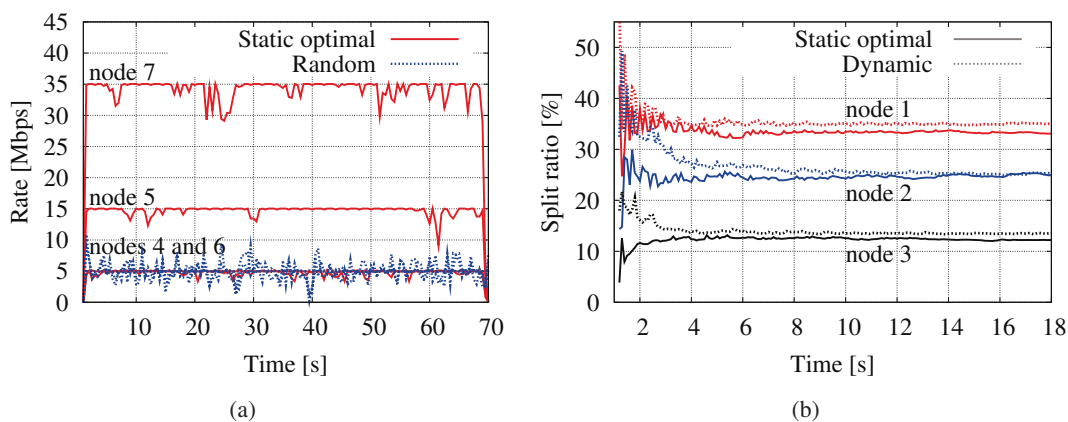 45
40
35
30
25
20
15
10
5
0
Rate [Mbps]
Static optimal
Random
node 7
node 5
nodes 4 and 6
10 20 30 40 50 60 70
Time [s]
(a)
50
40
30
20
10
0
Split ratio [%]
Static optimal
Dynamic
node 1
node 2
node 3
2 4 6 8 10 12 14 16 18
Time [s]
(b)